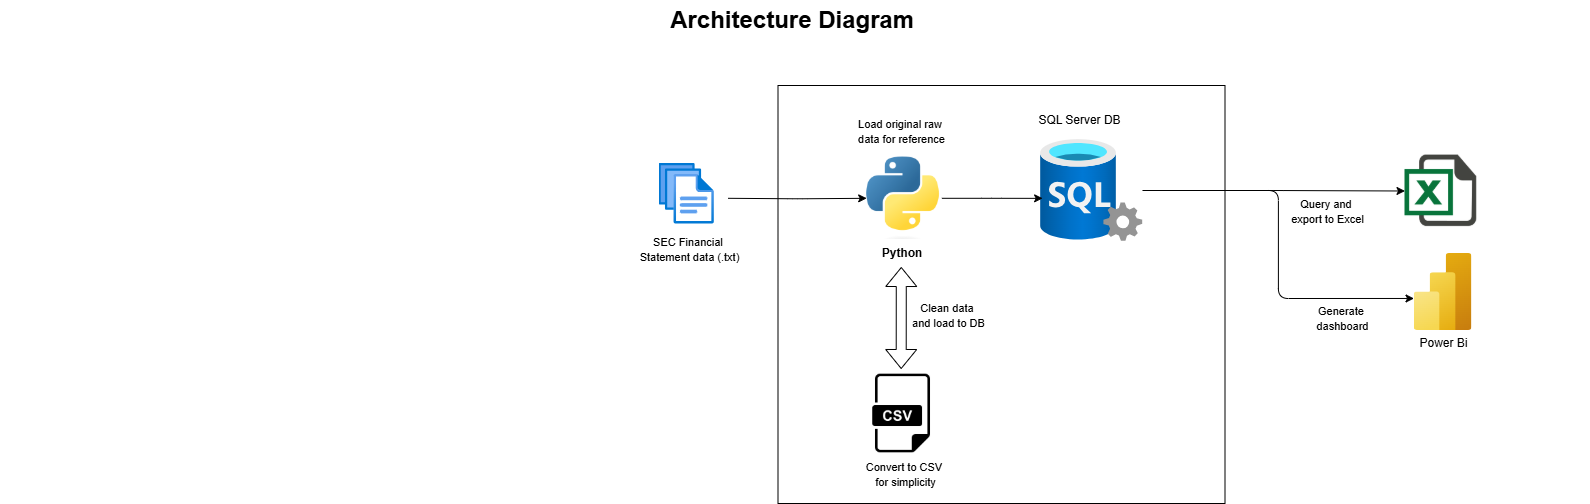 Architecture Diagram
Load original raw
data for reference
SQL Server DB
SQL
X
Query and
export to Excel
SEC Financial
Statement data (.txt)
Python
Clean data
and load to DB
Generate
dashboard
Power Bi
CSV
Convert to CSV
for simplicity